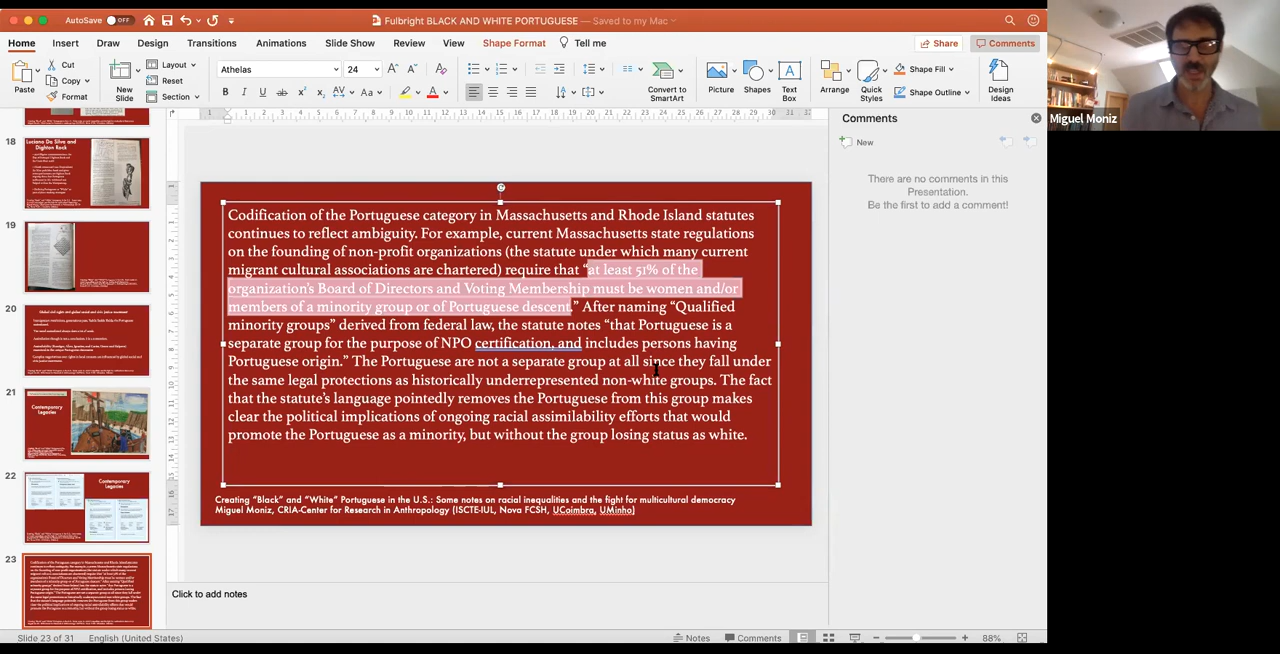 AutoSave OFF
Fulbright BLACK AND WHITE PORTUGUESE — Saved to my Mac
Home Insert Draw Design Transitions Animations Slide Show Review View Shape Format Tell me
Share Comments
Paste
Cut
Copy
Format
New Slide
Layout
Reset
Section
Athelas 24
Convert to SmartArt
Picture
Shapes
Text Box
Arrange
Quick Styles
Shape Fill
Shape Outline
Design Ideas
Miguel Moniz
18
Luciano Da Silva and Dighton Rock
19
20
21
Contemporary Legacies
22
Contemporary Legacies
23
Codification of the Portuguese category in Massachusetts and Rhode Island statutes
continues to reflect ambiguity. For example, current Massachusetts state regulations
on the founding of non-profit organizations (the statute under which many current
migrant cultural associations are chartered) require that “at least 51% of the
organization’s Board of Directors and Voting Membership must be women and/or
members of a minority group or of Portuguese descent.” After naming “Qualified
minority groups” derived from federal law, the statute notes “that Portuguese is a
separate group for the purpose of NPO certification, and includes persons having
Portuguese origin.” The Portuguese are not a separate group at all since they fall under
the same legal protections as historically underrepresented non-white groups. The fact
that the statute’s language pointedly removes the Portuguese from this group makes
clear the political implications of ongoing racial assimilability efforts that would
promote the Portuguese as a minority, but without the group losing status as white.
Creating “Black” and “White” Portuguese in the U.S.: Some notes on racial inequalities and the fight for multicultural democracy
Miguel Moniz, CRIA-Center for Research in Anthropology (ISCTE-IUL, Nova FCSH, UCoimbra, UMinho)
Comments
New
There are no comments in this
Presentation.
Be the first to add a comment!
Click to add notes
Slide 23 of 31 English (United States) Notes Comments 88%